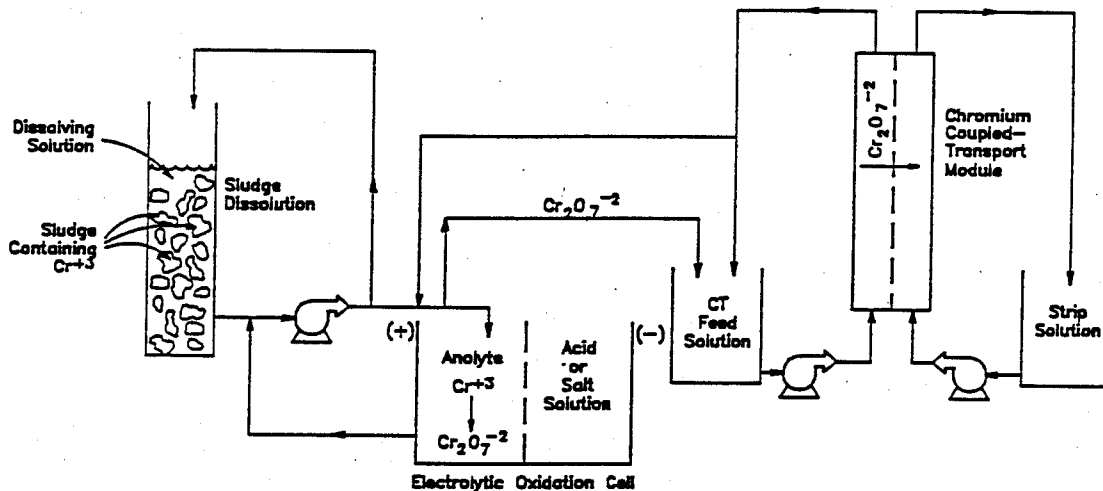 Dissolving
Solution
Sludge
Containing
Cr+3
Sludge
Dissolution
Cr2O7-2
(+)
Anolyte
Cr+3
Cr2O7-2
Acid
or
Salt
Solution
(-)
Electrolytic Oxidation Cell
CT
Feed
Solution
Cr2O7-2
Chromium
Coupled-
Transport
Module
Strip
Solution